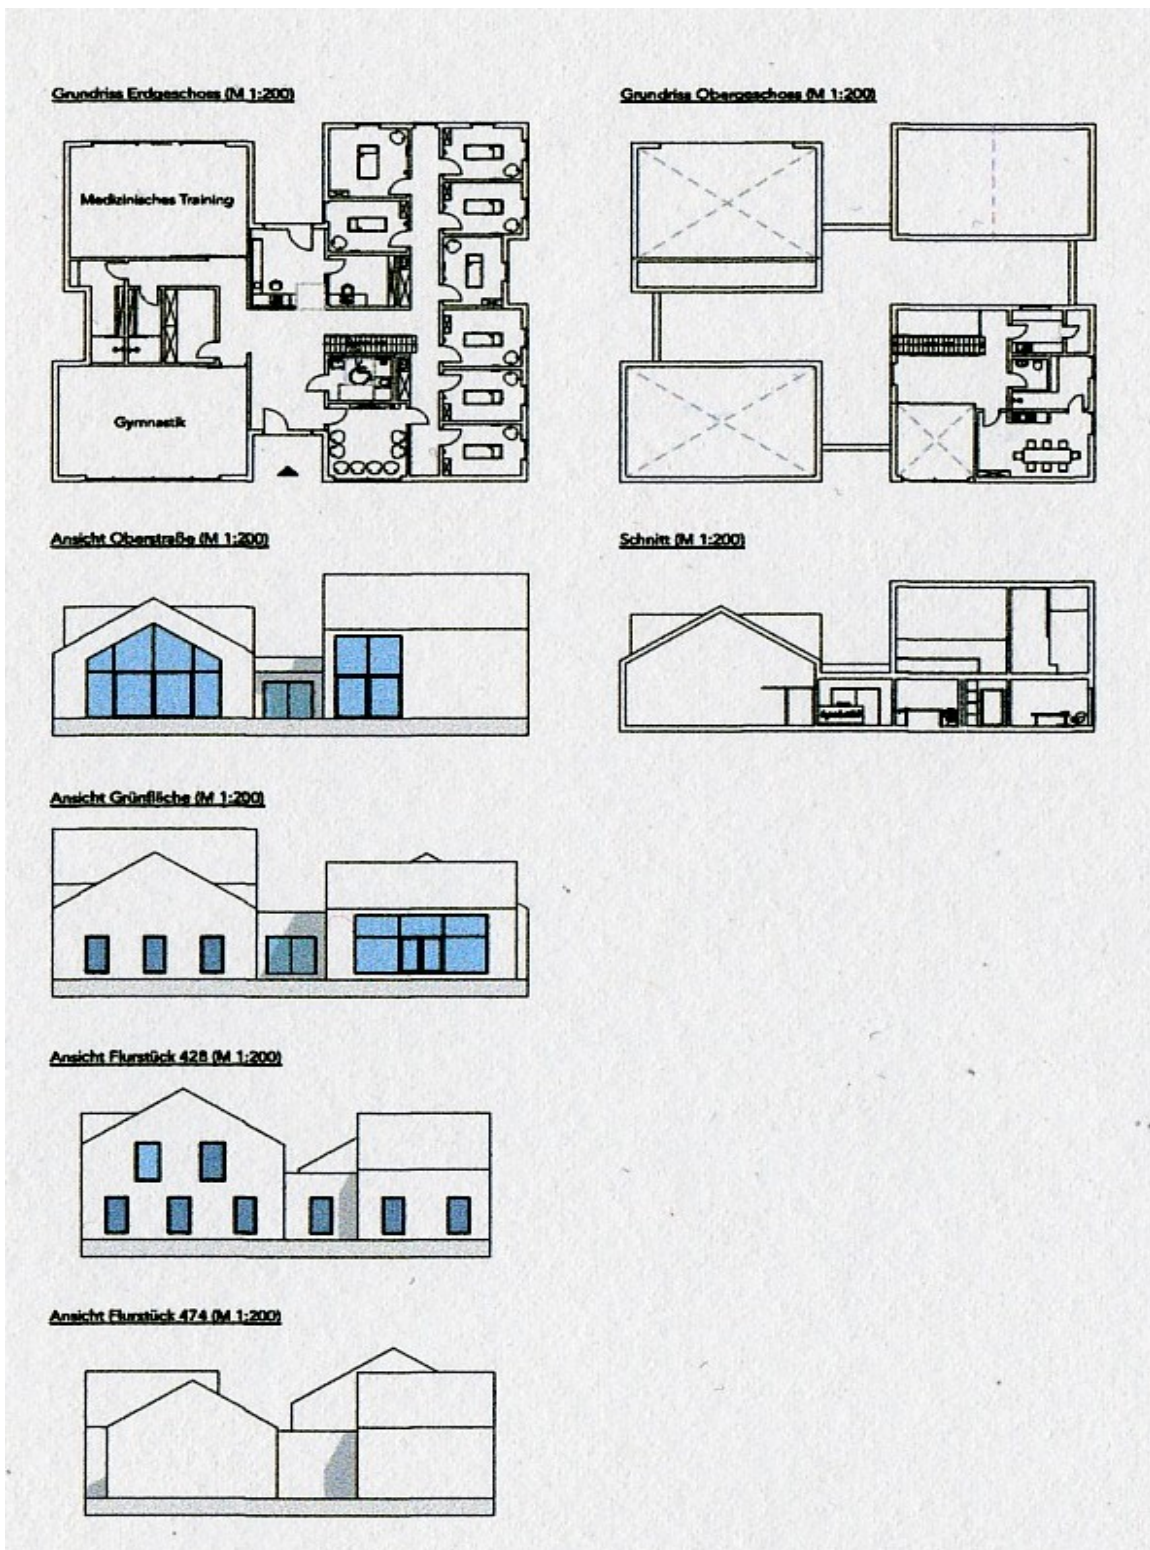 Grundriss Erdgeschoss (M 1:200)
Grundriss Obergeschoss (M 1:200)
Medizinisches Training
Gymnastik
Ansicht Oberstraße (M 1:200)
Schnitt (M 1:200)
Ansicht Grünfläche (M 1:200)
Ansicht Flurstück 428 (M 1:200)
Ansicht Flurstück 474 (M 1:200)